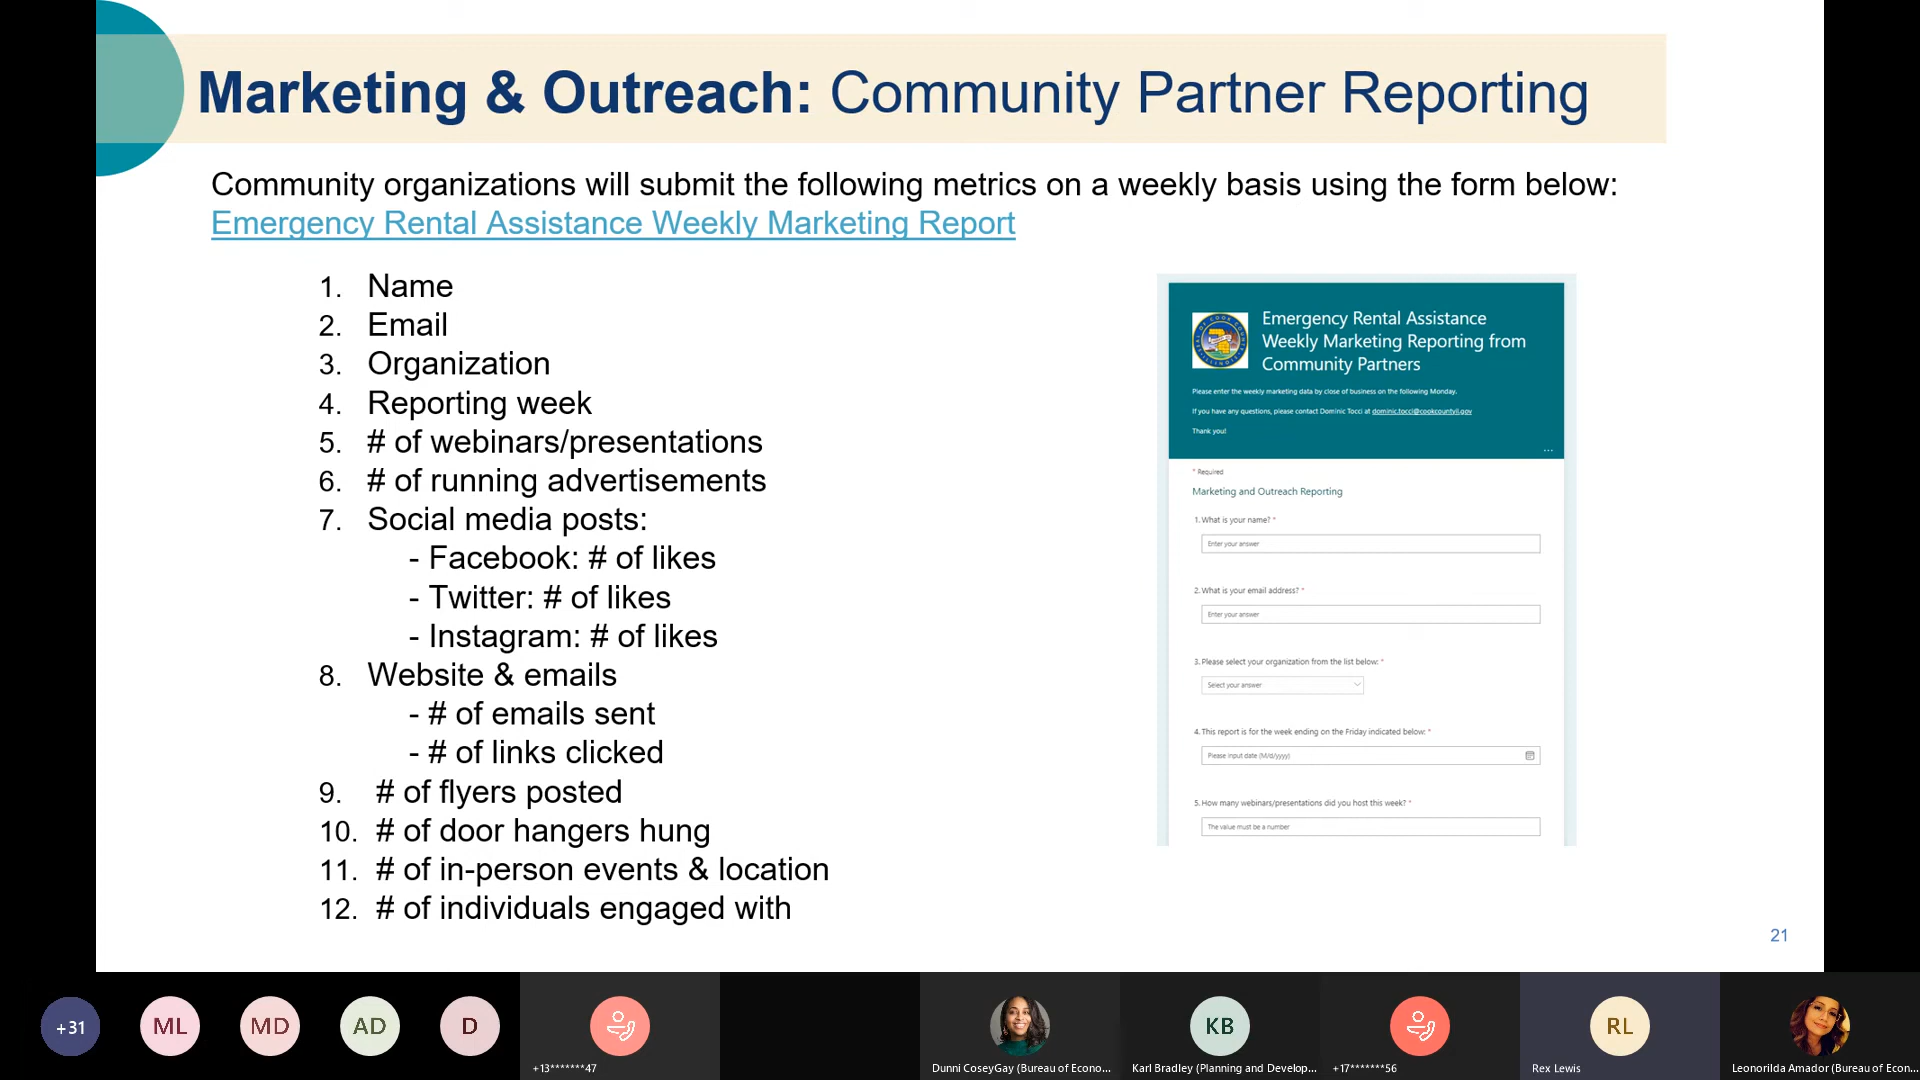 Marketing & Outreach: Community Partner Reporting
Community organizations will submit the following metrics on a weekly basis using the form below:
Emergency Rental Assistance Weekly Marketing Report
1. Name
2. Email
3. Organization
4. Reporting week
5. # of webinars/presentations
6. # of running advertisements
7. Social media posts:
- Facebook: # of likes
- Twitter: # of likes
- Instagram: # of likes
8. Website & emails
- # of emails sent
- # of links clicked
9. # of flyers posted
10. # of door hangers hung
11. # of in-person events & location
12. # of individuals engaged with
Emergency Rental Assistance
Weekly Marketing Reporting from
Community Partners
Please enter the weekly marketing data by close of business on the following Monday.
If you have any questions, please contact Dominic Tocci at dominic.tocci@cookcountyil.gov
Thank you!
...
* Required
Marketing and Outreach Reporting
1. What is your name? *
Enter your answer
2. What is your email address? *
Enter your answer
3. Please select your organization from the list below: *
Select your answer
4. This report is for the week ending on the Friday indicated below: *
Please input date (M/d/yyyy)
5. How many webinars/presentations did you host this week? *
The value must be a number
21
+31
ML
MD
AD
D
+13*******47
Dunni CoseyGay (Bureau of Econo...
KB
Karl Bradley (Planning and Develop...
+17*******56
RL
Rex Lewis
Leonorilda Amador (Bureau of Econ...